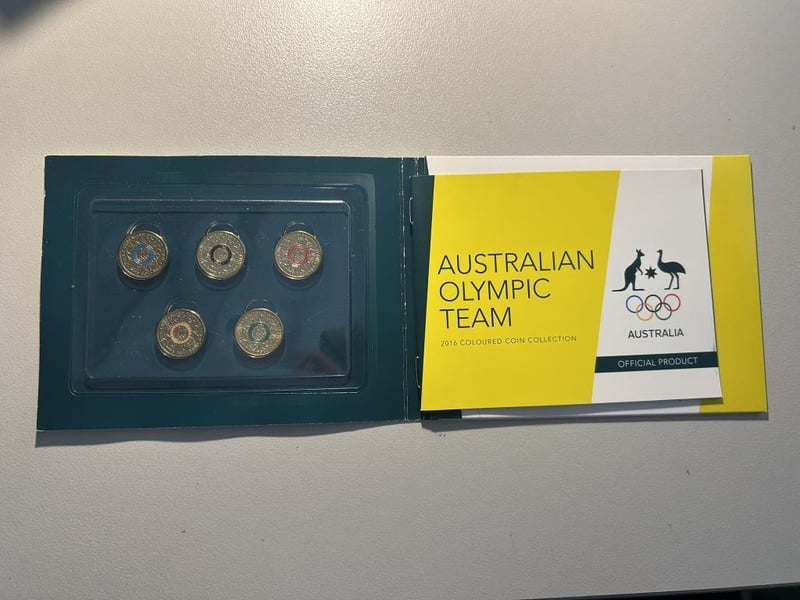 AUSTRALIAN
OLYMPIC
TEAM
2016 COLOURED COIN COLLECTION
AUSTRALIA
OFFICIAL PRODUCT